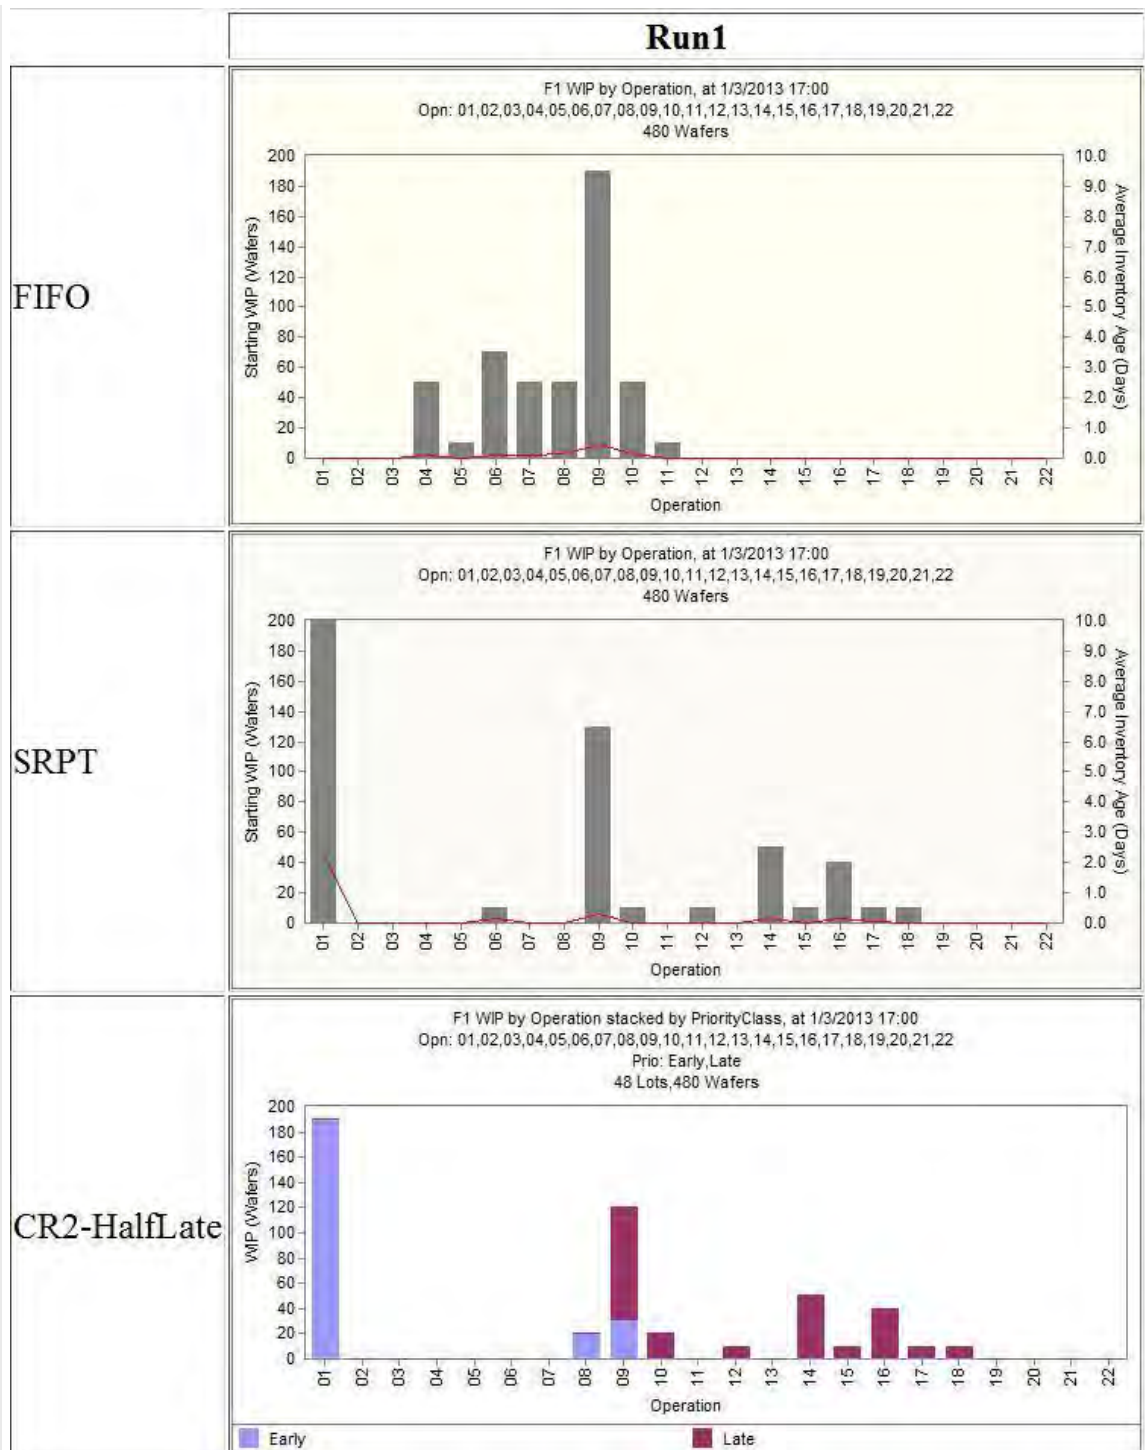 Run1
FIFO
F1 WIP by Operation, at 1/3/2013 17:00
Opn: 01,02,03,04,05,06,07,08,09,10,11,12,13,14,15,16,17,18,19,20,21,22
480 Wafers
Starting WIP (Wafers)
200
180
160
140
120
100
80
60
40
20
0
10.0
9.0
8.0
7.0
6.0
5.0
4.0
3.0
2.0
1.0
0.0
Average Inventory Age (Days)
01 02 03 04 05 06 07 08 09 10 11 12 13 14 15 16 17 18 19 20 21 22
Operation
SRPT
F1 WIP by Operation, at 1/3/2013 17:00
Opn: 01,02,03,04,05,06,07,08,09,10,11,12,13,14,15,16,17,18,19,20,21,22
480 Wafers
Starting WIP (Wafers)
200
180
160
140
120
100
80
60
40
20
0
10.0
9.0
8.0
7.0
6.0
5.0
4.0
3.0
2.0
1.0
0.0
Average Inventory Age (Days)
01 02 03 04 05 06 07 08 09 10 11 12 13 14 15 16 17 18 19 20 21 22
Operation
CR2-HalfLate
F1 WIP by Operation stacked by PriorityClass, at 1/3/2013 17:00
Opn: 01,02,03,04,05,06,07,08,09,10,11,12,13,14,15,16,17,18,19,20,21,22
Prio: Early,Late
48 Lots,480 Wafers
WIP (Wafers)
200
180
160
140
120
100
80
60
40
20
0
01 02 03 04 05 06 07 08 09 10 11 12 13 14 15 16 17 18 19 20 21 22
Operation
Early Late